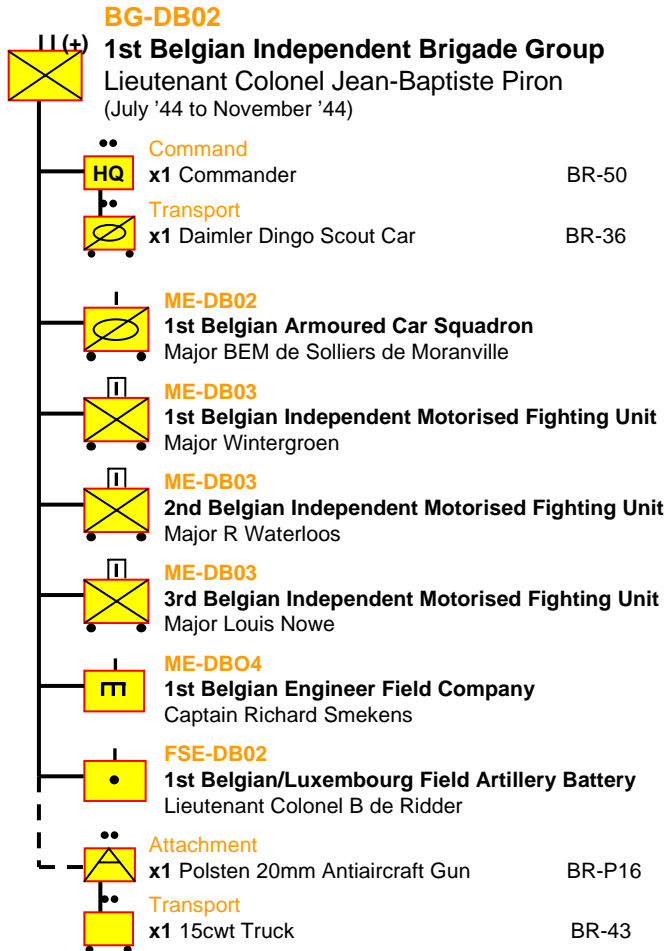 BG-DB02
(+) 1st Belgian Independent Brigade Group
Lieutenant Colonel Jean-Baptiste Piron
(July ’44 to November ’44)
Command
HQ x1 Commander BR-50
Transport
x1 Daimler Dingo Scout Car BR-36
ME-DB02
1st Belgian Armoured Car Squadron
Major BEM de Solliers de Moranville
ME-DB03
1st Belgian Independent Motorised Fighting Unit
Major Wintergroen
ME-DB03
2nd Belgian Independent Motorised Fighting Unit
Major R Waterloos
ME-DB03
3rd Belgian Independent Motorised Fighting Unit
Major Louis Nowe
ME-DBO4
1st Belgian Engineer Field Company
Captain Richard Smekens
FSE-DB02
1st Belgian/Luxembourg Field Artillery Battery
Lieutenant Colonel B de Ridder
Attachment
x1 Polsten 20mm Antiaircraft Gun BR-P16
Transport
x1 15cwt Truck BR-43